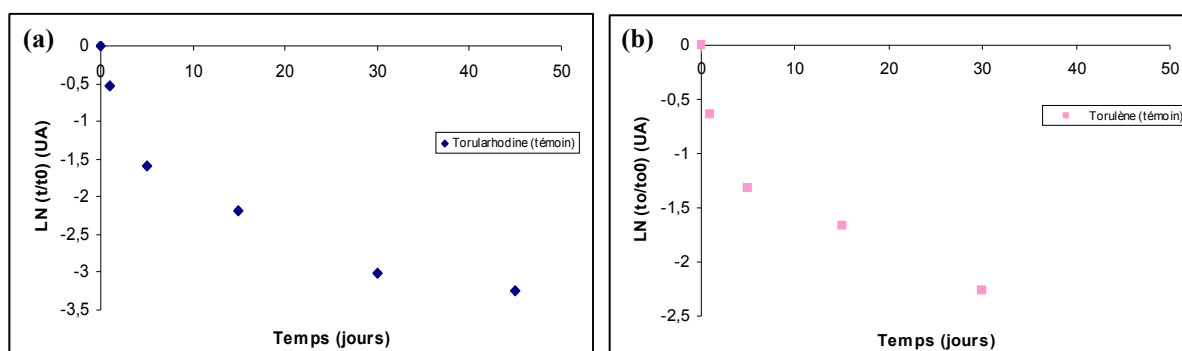 (a)
0
0 10 20 30 40 50
-0,5
-1
-1,5
-2
-2,5
-3
-3,5
LN (t/t0) (UA)
Temps (jours)
Torularhodine (témoin)
(b)
0
0 10 20 30 40 50
-0,5
-1
-1,5
-2
-2,5
LN (to/to0) (UA)
Temps (jours)
Torulène (témoin)